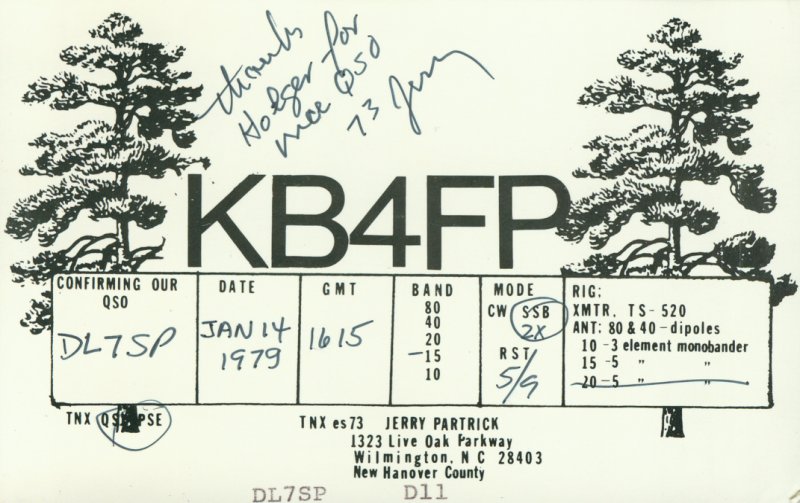 thanks
Holger for
nice QSO
73 Jerry
KB4FP
CONFIRMING OUR QSO
DL7SP
DATE
JAN 14
1979
GMT
1615
BAND
80
40
20
-15
10
MODE
CW SSB
2X
RST
5/9
RIG:
XMTR. TS-520
ANT: 80 & 40 -dipoles
10 -3 element monobander
15 -5 " "
20-5 " "
TNX QSL PSE
TNX es73 JERRY PARTRICK
1323 Live Oak Parkway
Wilmington, N C 28403
New Hanover County
DL7SP D11